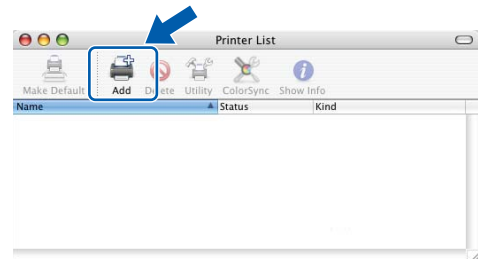 Printer List
Make Default Add Delete Utility ColorSync Show Info
Name Status Kind